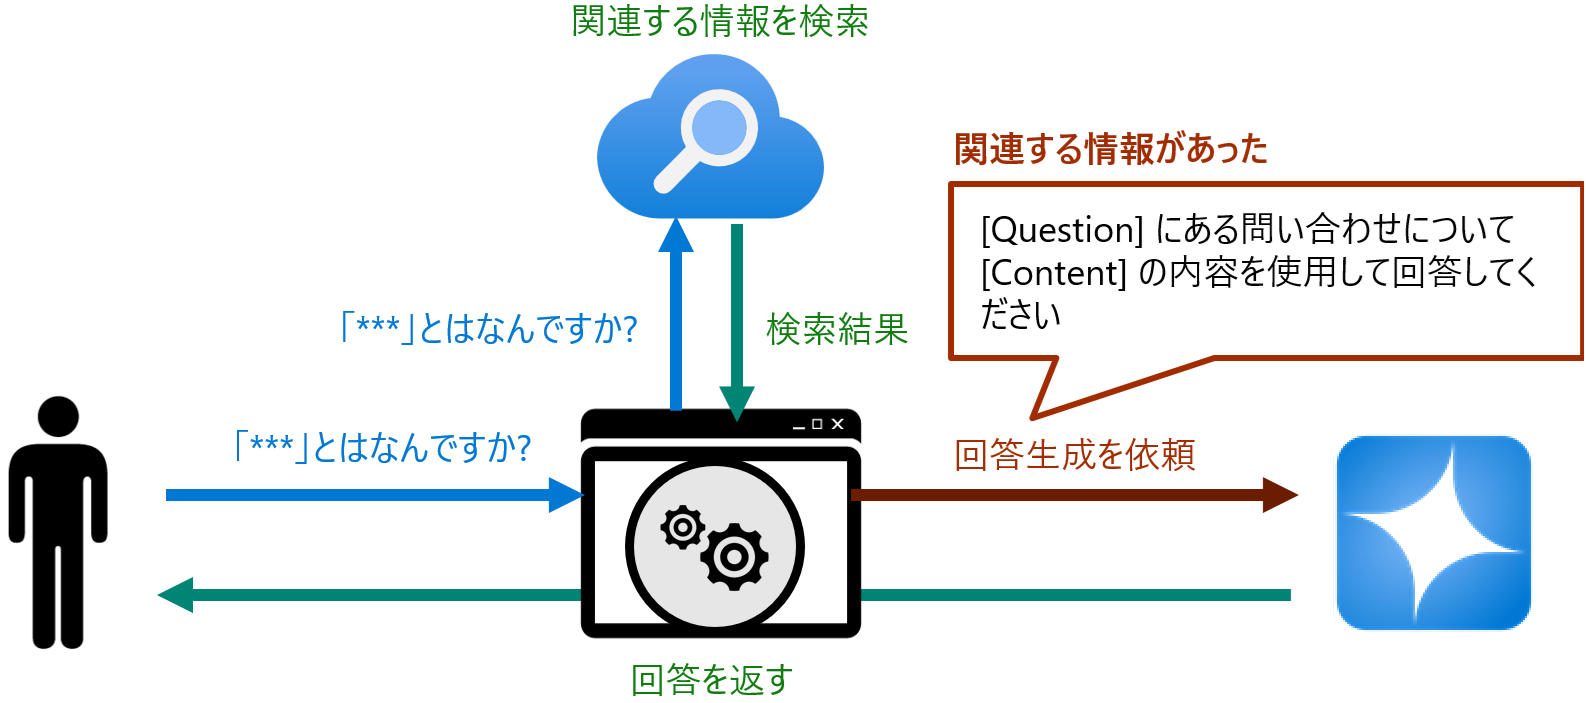 関連する情報を検索
関連する情報があった
[Question] にある問い合わせについて
[Content] の内容を使用して回答してく
ださい
「***」とはなんですか?
検索結果
「***」とはなんですか?
回答生成を依頼
回答を返す